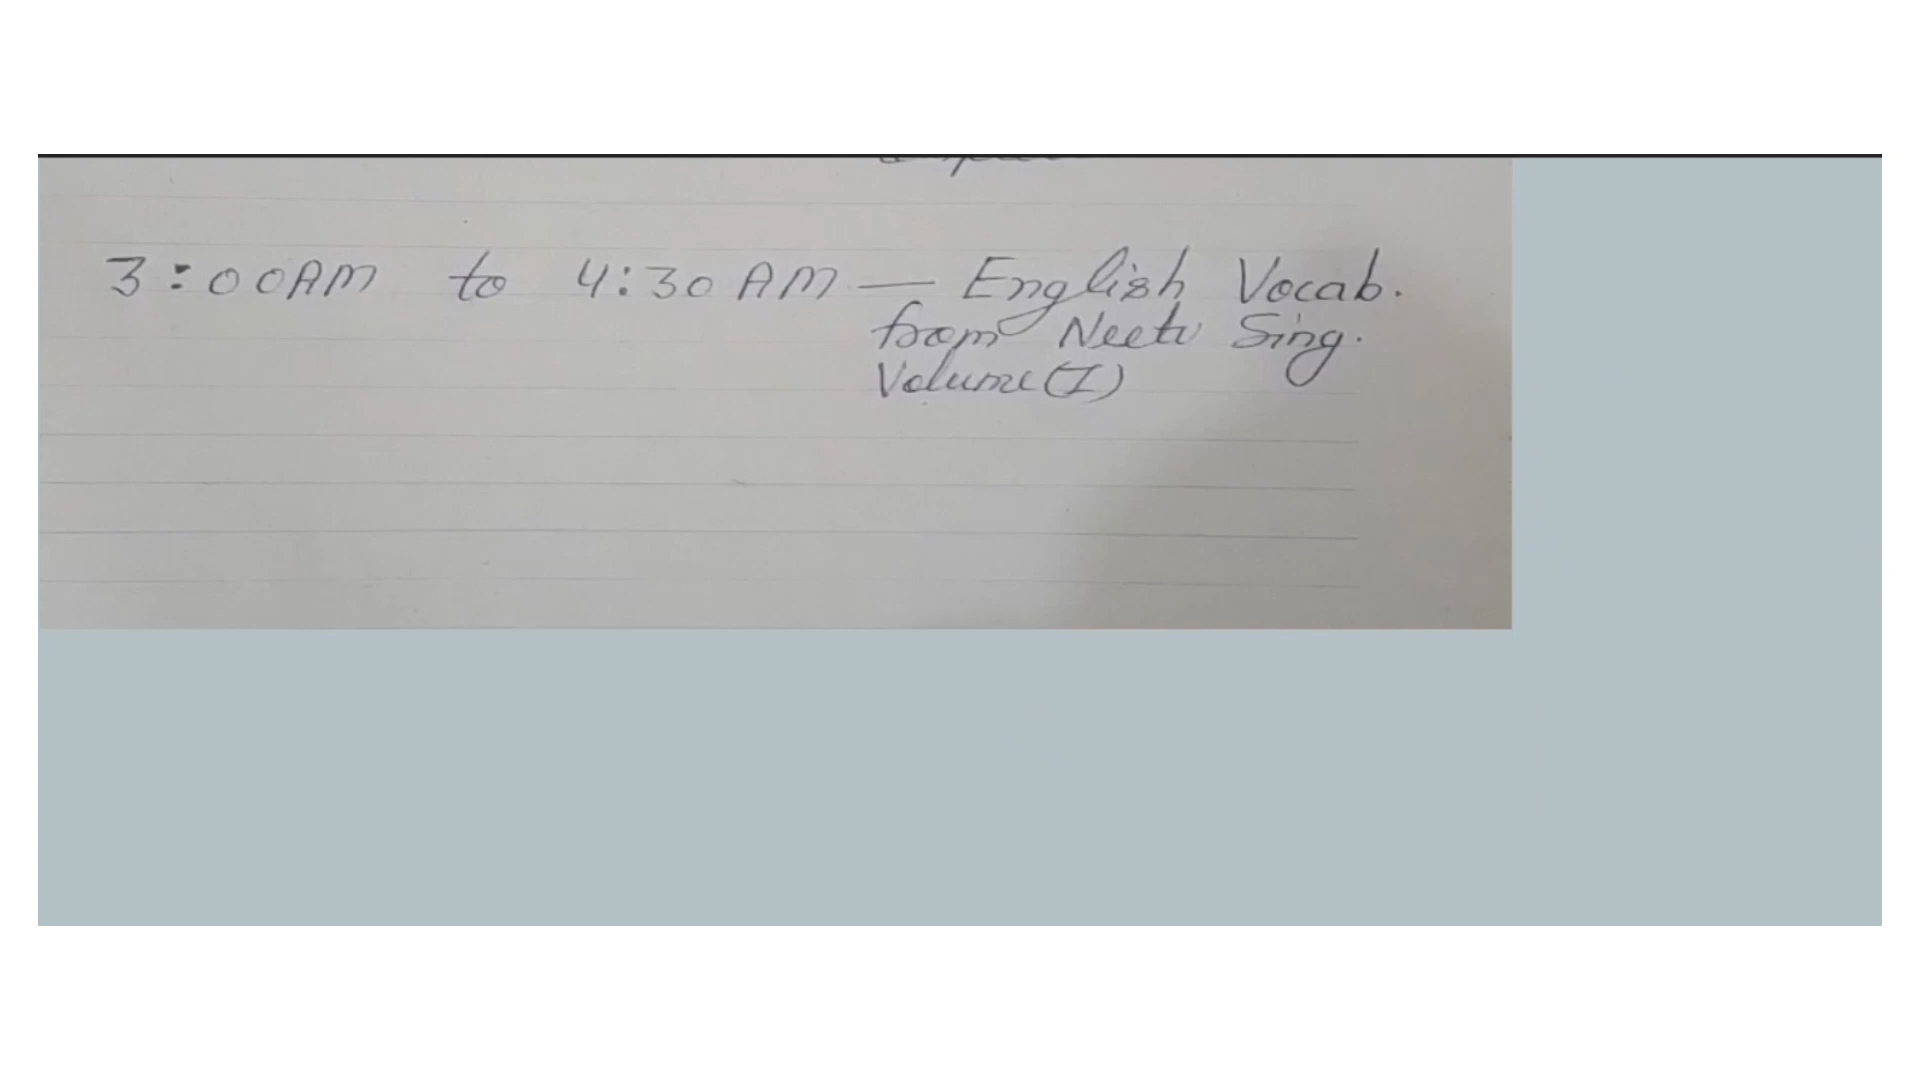 3:00AM to 4:30 AM — English Vocab.
from Neetu Sing.
Volume (I)